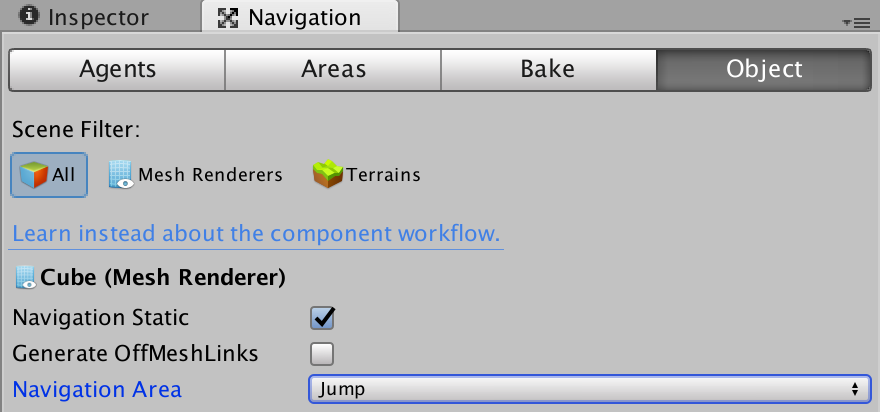 Inspector
Navigation
Agents
Areas
Bake
Object
Scene Filter:
All
Mesh Renderers
Terrains
Learn instead about the component workflow.
Cube (Mesh Renderer)
Navigation Static
Generate OffMeshLinks
Navigation Area
Jump